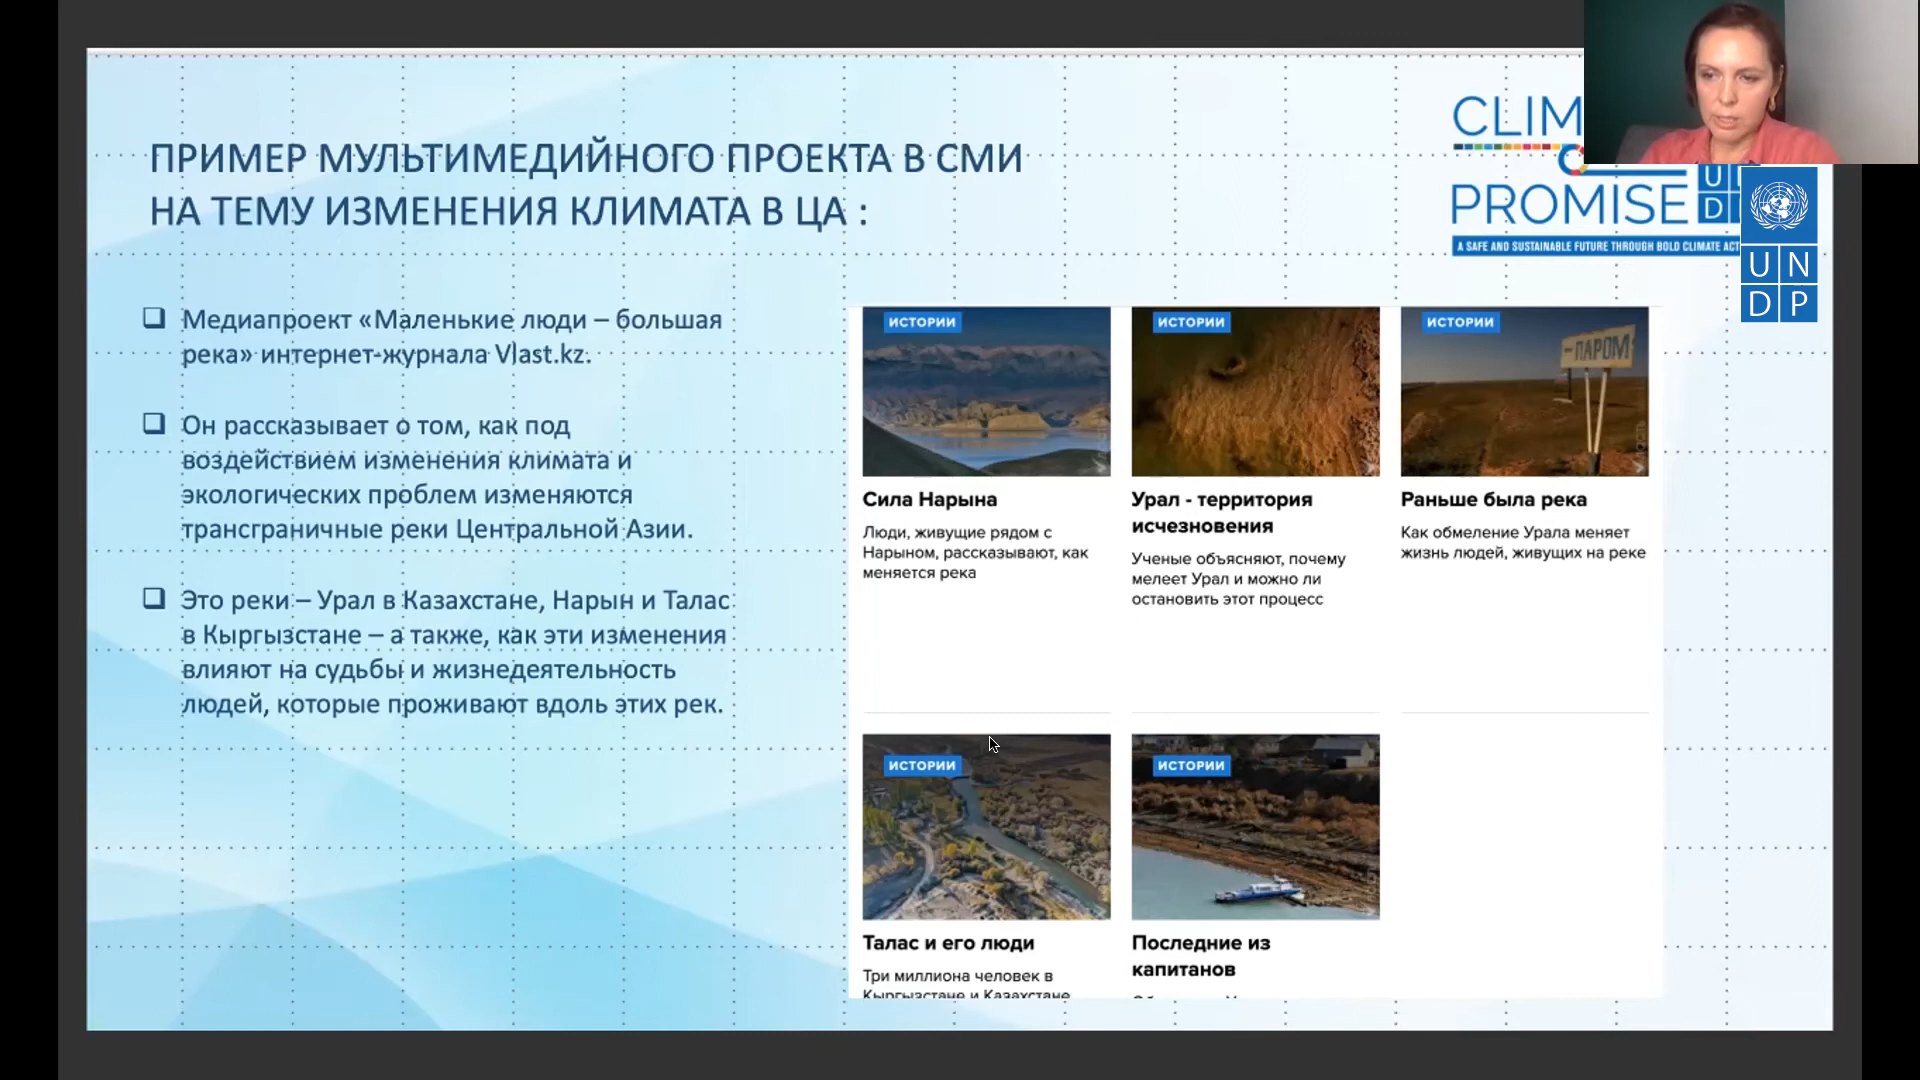 ПРИМЕР МУЛЬТИМЕДИЙНОГО ПРОЕКТА В СМИ
НА ТЕМУ ИЗМЕНЕНИЯ КЛИМАТА В ЦА :
CLIM
PROMISE
A SAFE AND SUSTAINABLE FUTURE THROUGH BOLD CLIMATE
U
D
U N
D P
Медиапроект «Маленькие люди – большая
река» интернет-журнала Vlast.kz.
Он рассказывает о том, как под
воздействием изменения климата и
экологических проблем изменяются
трансграничные реки Центральной Азии.
Это реки – Урал в Казахстане, Нарын и Талас
в Кыргызстане – а также, как эти изменения
влияют на судьбы и жизнедеятельность
людей, которые проживают вдоль этих рек.
ИСТОРИИ
Сила Нарына
Люди, живущие рядом с
Нарыном, рассказывают, как
меняется река
ИСТОРИИ
Урал - территория
исчезновения
Ученые объясняют, почему
мелеет Урал и можно ли
остановить этот процесс
ИСТОРИИ
ПАРОМ
Раньше была река
Как обмеление Урала меняет
жизнь людей, живущих на реке
ИСТОРИИ
Талас и его люди
Три миллиона человек в
Кыргызстане и Казахстане
ИСТОРИИ
Последние из
капитанов